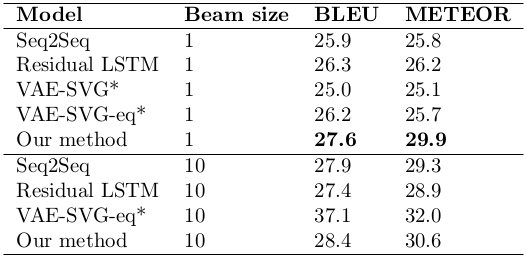 Model Beam size BLEU METEOR
Seq2Seq 1 25.9 25.8
Residual LSTM 1 26.3 26.2
VAE-SVG* 1 25.0 25.1
VAE-SVG-eq* 1 26.2 25.7
Our method 1 27.6 29.9
Seq2Seq 10 27.9 29.3
Residual LSTM 10 27.4 28.9
VAE-SVG-eq* 10 37.1 32.0
Our method 10 28.4 30.6